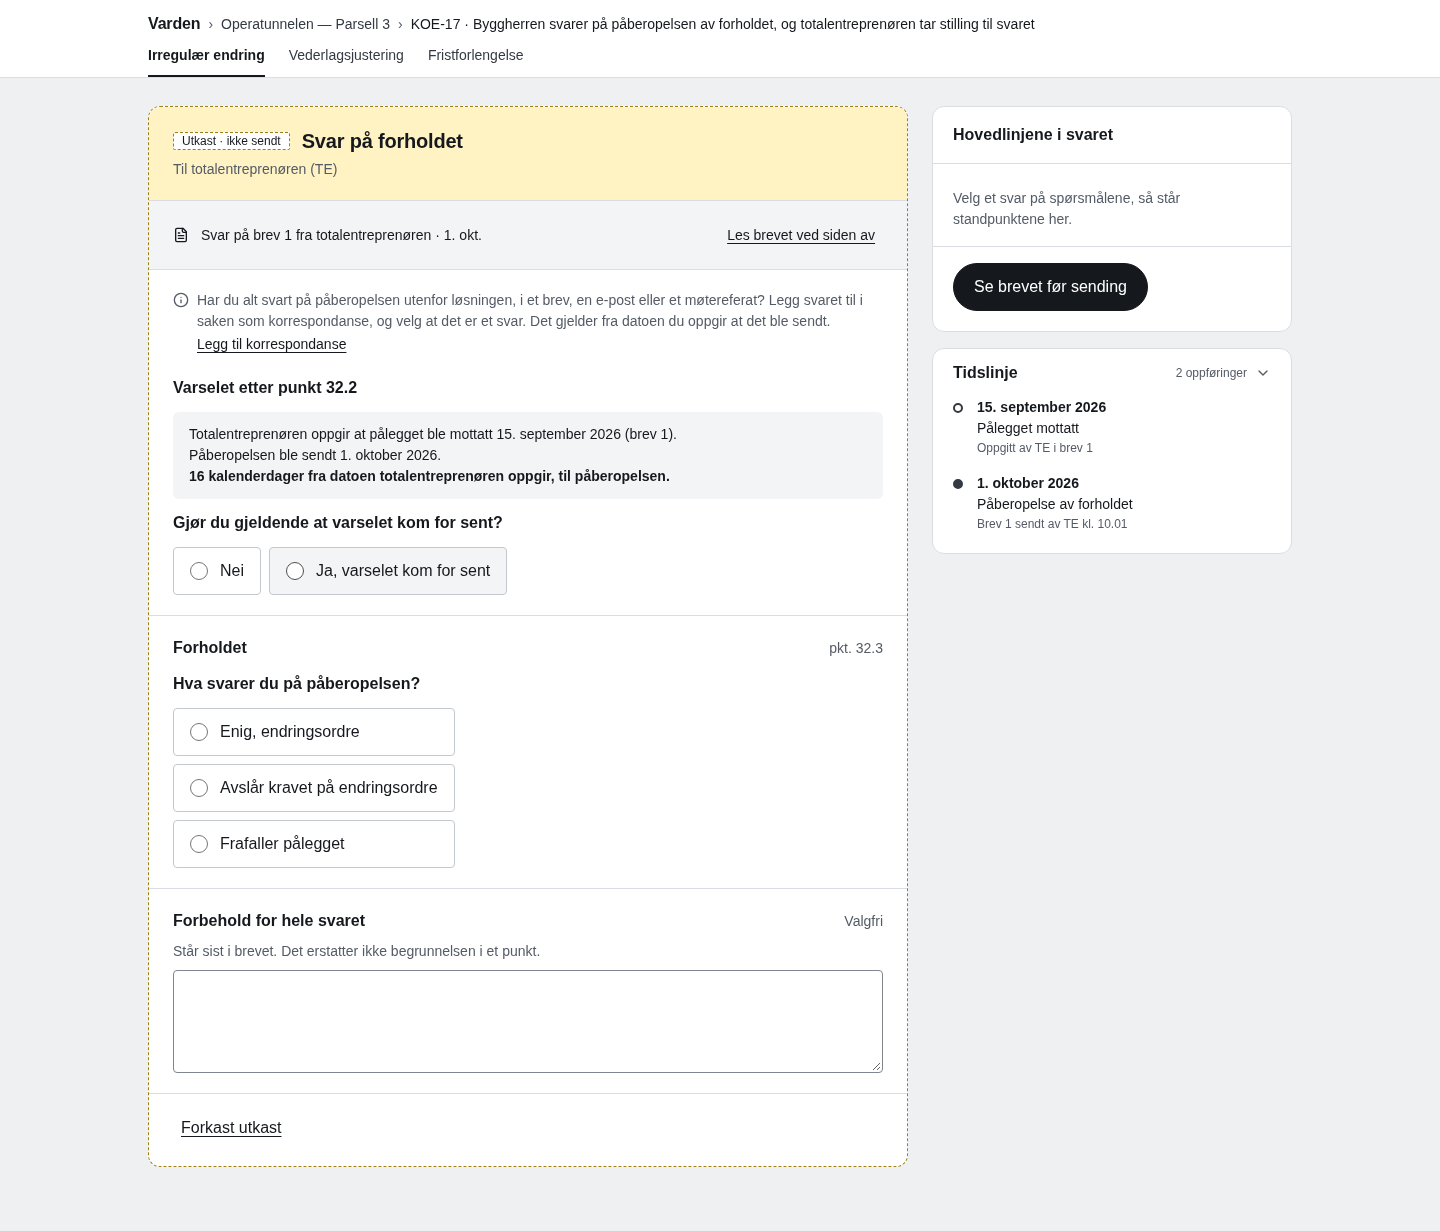 Varden › Operatunnelen — Parsell 3 › KOE-17 · Byggherren svarer på påberopelsen av forholdet, og totalentreprenøren tar stilling til svaret
Irregulær endring Vederlagsjustering Fristforlengelse
Utkast · ikke sendt Svar på forholdet
Til totalentreprenøren (TE)
Svar på brev 1 fra totalentreprenøren · 1. okt. Les brevet ved siden av
Har du alt svart på påberopelsen utenfor løsningen, i et brev, en e-post eller et møtereferat? Legg svaret til i
saken som korrespondanse, og velg at det er et svar. Det gjelder fra datoen du oppgir at det ble sendt.
Legg til korrespondanse
Varselet etter punkt 32.2
Totalentreprenøren oppgir at pålegget ble mottatt 15. september 2026 (brev 1).
Påberopelsen ble sendt 1. oktober 2026.
16 kalenderdager fra datoen totalentreprenøren oppgir, til påberopelsen.
Gjør du gjeldende at varselet kom for sent?
Nei Ja, varselet kom for sent
Forholdet pkt. 32.3
Hva svarer du på påberopelsen?
Enig, endringsordre
Avslår kravet på endringsordre
Frafaller pålegget
Forbehold for hele svaret Valgfri
Står sist i brevet. Det erstatter ikke begrunnelsen i et punkt.
Forkast utkast
Hovedlinjene i svaret
Velg et svar på spørsmålene, så står
standpunktene her.
Se brevet før sending
Tidslinje 2 oppføringer
15. september 2026
Pålegget mottatt
Oppgitt av TE i brev 1
1. oktober 2026
Påberopelse av forholdet
Brev 1 sendt av TE kl. 10.01